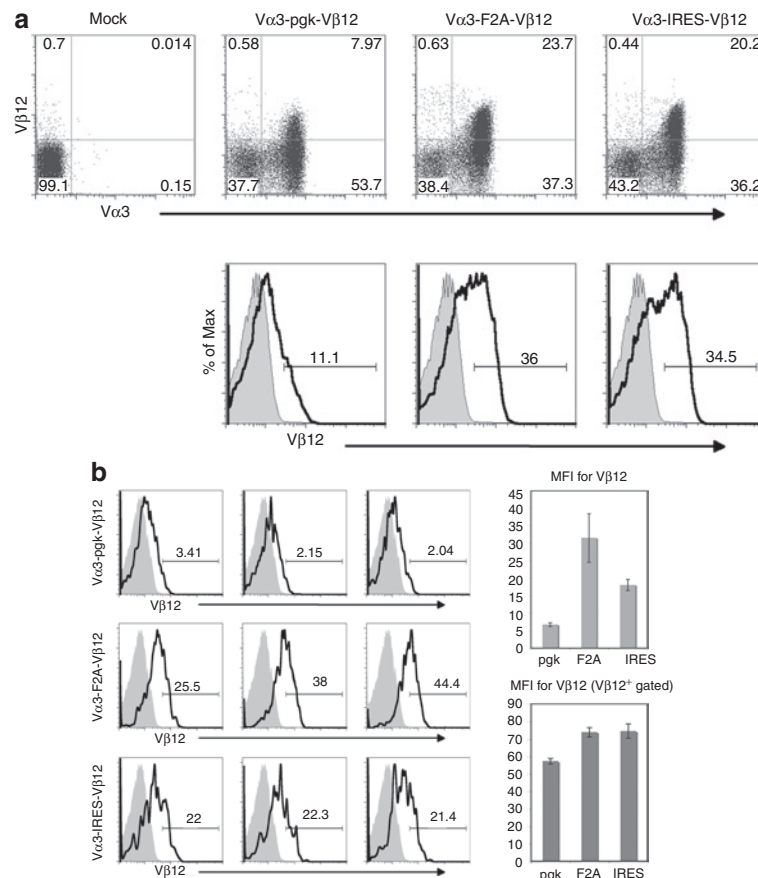 a
Mock Vα3-pgk-Vβ12 Vα3-F2A-Vβ12 Vα3-IRES-Vβ12
0.7 0.014 0.58 7.97 0.63 23.7 0.44 20.2
Vβ12
99.1 0.15 37.7 53.7 38.4 37.3 43.2 36.2
Vα3
% of Max
11.1 36 34.5
Vβ12
b
Vα3-pgk-Vβ12
3.41 2.15 2.04
Vβ12
Vα3-F2A-Vβ12
25.5 38 44.4
Vβ12
Vα3-IRES-Vβ12
22 22.3 21.4
Vβ12
MFI for Vβ12
45
40
35
30
25
20
15
10
5
0
pgk F2A IRES
MFI for Vβ12 (Vβ12⁺ gated)
90
80
70
60
50
40
30
20
10
0
pgk F2A IRES